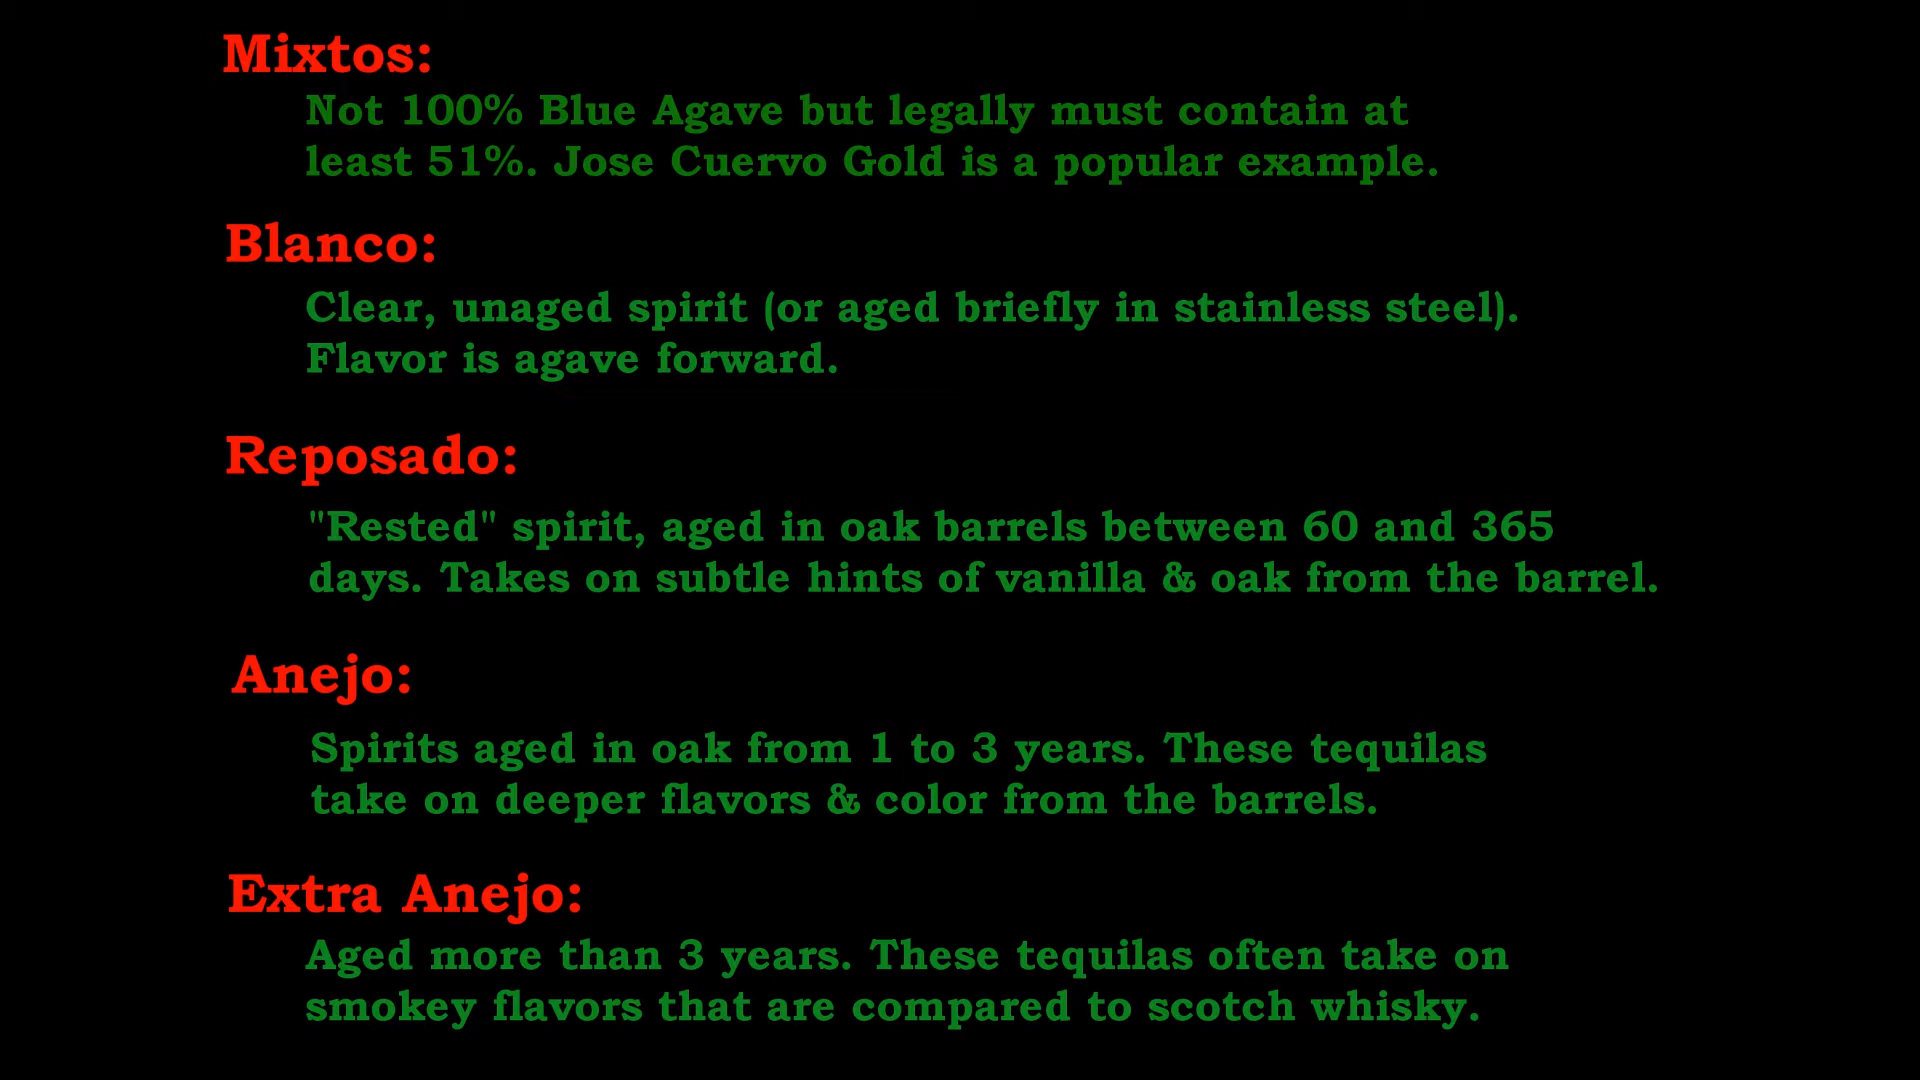 Mixtos:
Not 100% Blue Agave but legally must contain at
least 51%. Jose Cuervo Gold is a popular example.
Blanco:
Clear, unaged spirit (or aged briefly in stainless steel).
Flavor is agave forward.
Reposado:
"Rested" spirit, aged in oak barrels between 60 and 365
days. Takes on subtle hints of vanilla & oak from the barrel.
Anejo:
Spirits aged in oak from 1 to 3 years. These tequilas
take on deeper flavors & color from the barrels.
Extra Anejo:
Aged more than 3 years. These tequilas often take on
smokey flavors that are compared to scotch whisky.